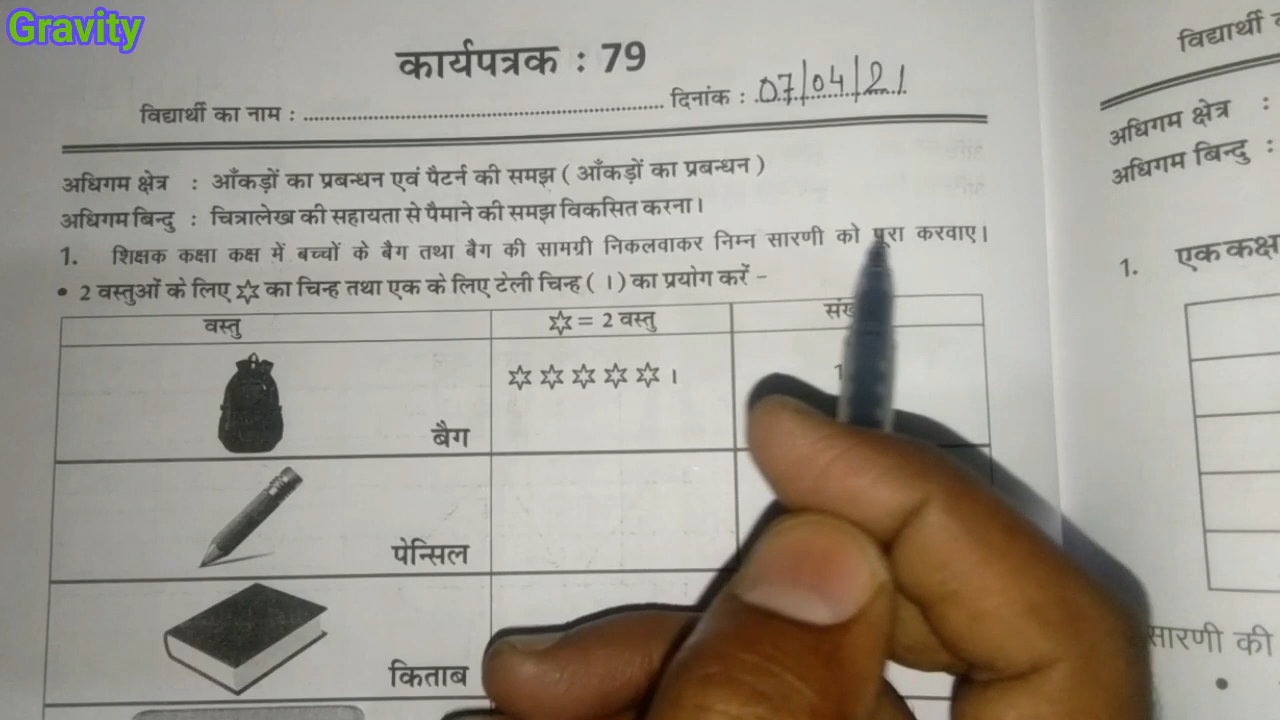 Gravity
कार्यपत्रक : 79
विद्यार्थी का नाम : ........................ दिनांक : 07/04/21
अधिगम क्षेत्र : आँकड़ों का प्रबन्धन एवं पैटर्न की समझ ( आँकड़ों का प्रबन्धन )
अधिगम बिन्दु : चित्रालेख की सहायता से पैमाने की समझ विकसित करना।
1. शिक्षक कक्षा कक्ष में बच्चों के बैग तथा बैग की सामग्री निकलवाकर निम्न सारणी को पूरा करवाए।
• 2 वस्तुओं के लिए ✡ का चिन्ह तथा एक के लिए टेली चिन्ह ( । ) का प्रयोग करें –
वस्तु ✡ = 2 वस्तु
✡ ✡ ✡ ✡ ✡ ।
बैग
पेन्सिल
किताब
विद्यार्थी
अधिगम क्षेत्र :
अधिगम बिन्दु :
1. एक कक्षा
सारणी की
•